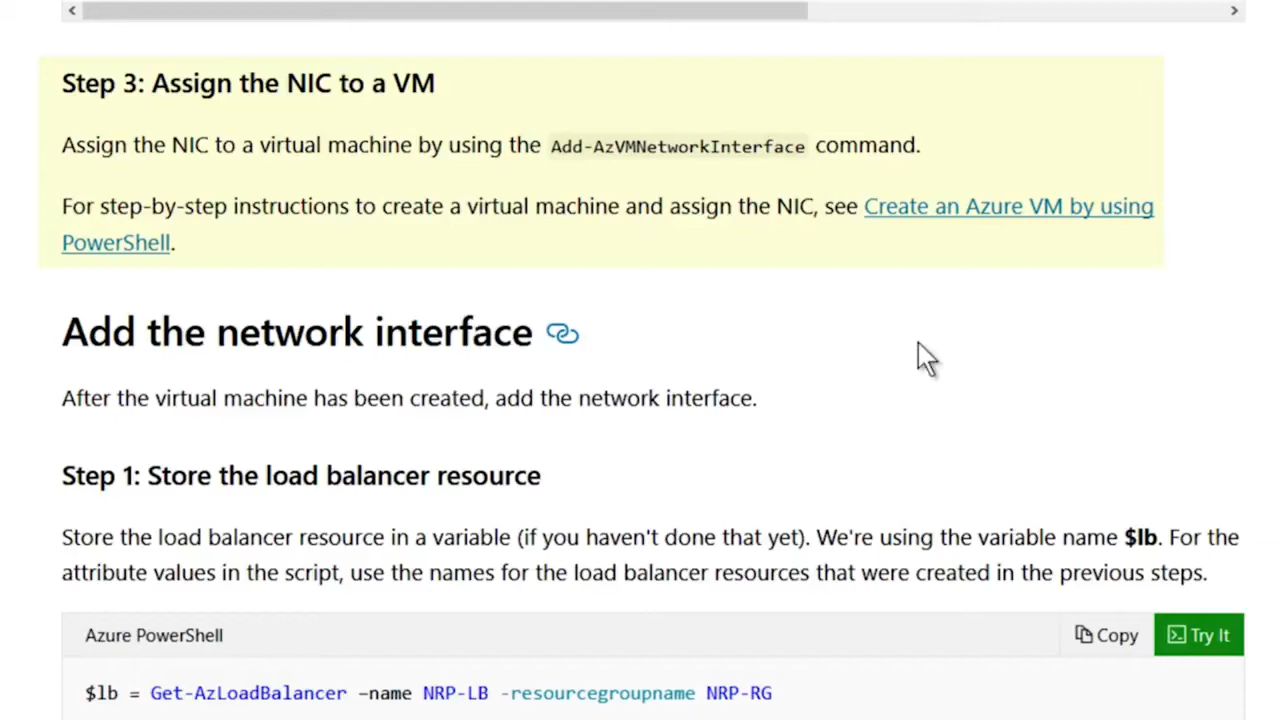 Step 3: Assign the NIC to a VM
Assign the NIC to a virtual machine by using the Add-AzVMNetworkInterface command.
For step-by-step instructions to create a virtual machine and assign the NIC, see Create an Azure VM by using
PowerShell.
Add the network interface
After the virtual machine has been created, add the network interface.
Step 1: Store the load balancer resource
Store the load balancer resource in a variable (if you haven't done that yet). We're using the variable name $lb. For the
attribute values in the script, use the names for the load balancer resources that were created in the previous steps.
Azure PowerShell Copy Try It
$lb = Get-AzLoadBalancer –name NRP-LB -resourcegroupname NRP-RG